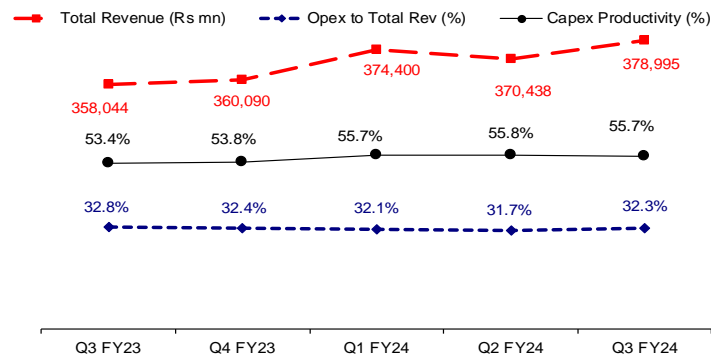 Total Revenue (Rs mn) Opex to Total Rev (%) Capex Productivity (%)
358,044 360,090 374,400 370,438 378,995
53.4% 53.8% 55.7% 55.8% 55.7%
32.8% 32.4% 32.1% 31.7% 32.3%
Q3 FY23 Q4 FY23 Q1 FY24 Q2 FY24 Q3 FY24